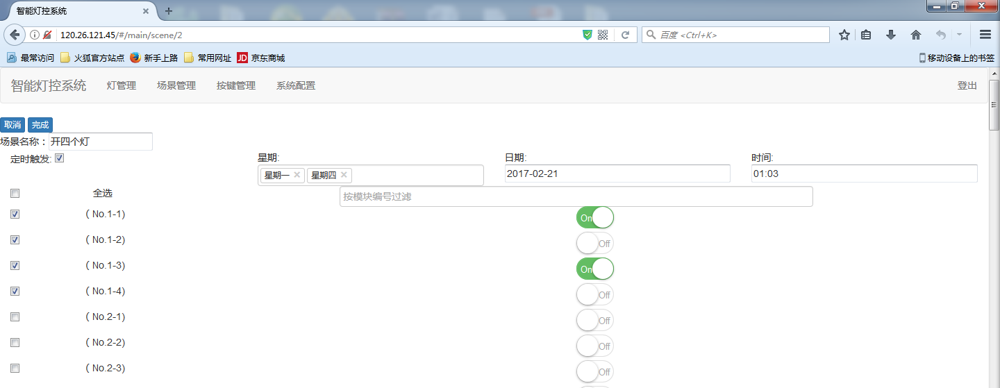 智能灯控系统
120.26.121.45/#/main/scene/2
百度 <Ctrl+K>
最常访问 火狐官方站点 新手上路 常用网址 JD 京东商城 移动设备上的书签
智能灯控系统 灯管理 场景管理 按键管理 系统配置 登出
取消 完成
场景名称： 开四个灯
定时触发: 星期: 日期: 时间:
星期一 × 星期四 × 2017-02-21 01:03
全选 按模块编号过滤
( No.1-1) On
( No.1-2) Off
( No.1-3) On
( No.1-4) Off
( No.2-1) Off
( No.2-2) Off
( No.2-3) Off